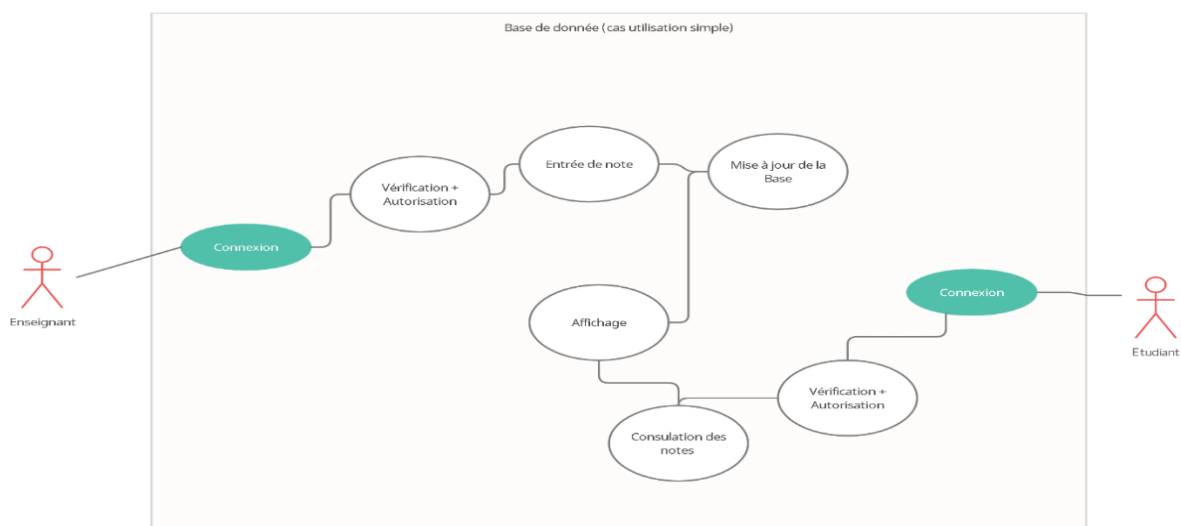 Base de donnée (cas utilisation simple)
Entrée de note
Mise à jour de la
Base
Vérification +
Autorisation
Connexion
Enseignant
Connexion
Affichage
Etudiant
Vérification +
Autorisation
Consulation des
notes